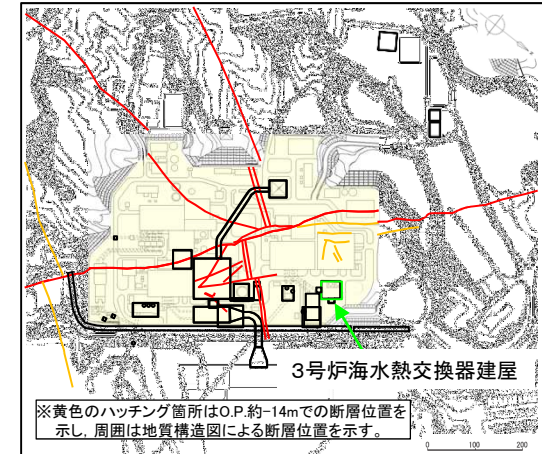 3号炉海水熱交換器建屋
※黄色のハッチング箇所はO.P.約-14mでの断層位置を
示し，周囲は地質構造図による断層位置を示す。
0 100 200